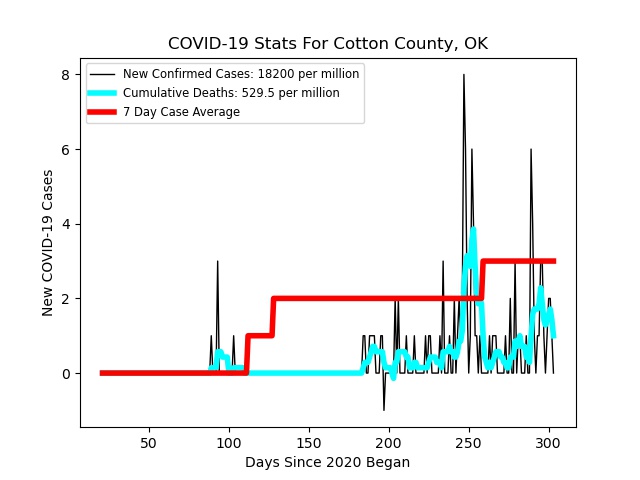 COVID-19 Stats For Cotton County, OK
New Confirmed Cases: 18200 per million
Cumulative Deaths: 529.5 per million
7 Day Case Average
New COVID-19 Cases
8
6
4
2
0
50 100 150 200 250 300
Days Since 2020 Began